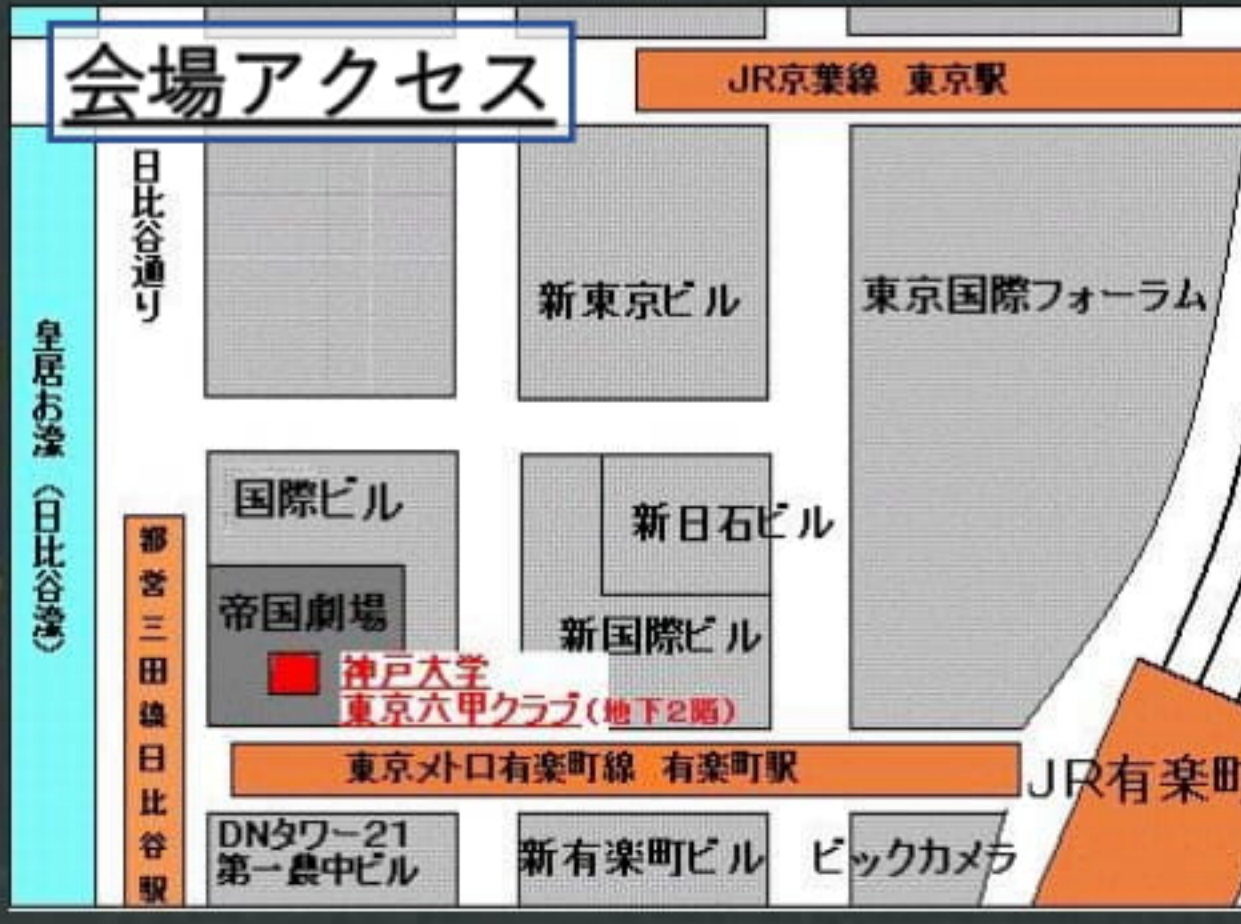 会場アクセス
JR京葉線 東京駅
日比谷通り
新東京ビル
東京国際フォーラム
皇居お濠(日比谷濠)
国際ビル
新日石ビル
都営三田線日比谷駅
帝国劇場
新国際ビル
神戸大学
東京六甲クラブ(地下2階)
東京メトロ有楽町線 有楽町駅
JR有楽町
DNタワー21
第一農中ビル
新有楽町ビル
ビックカメラ